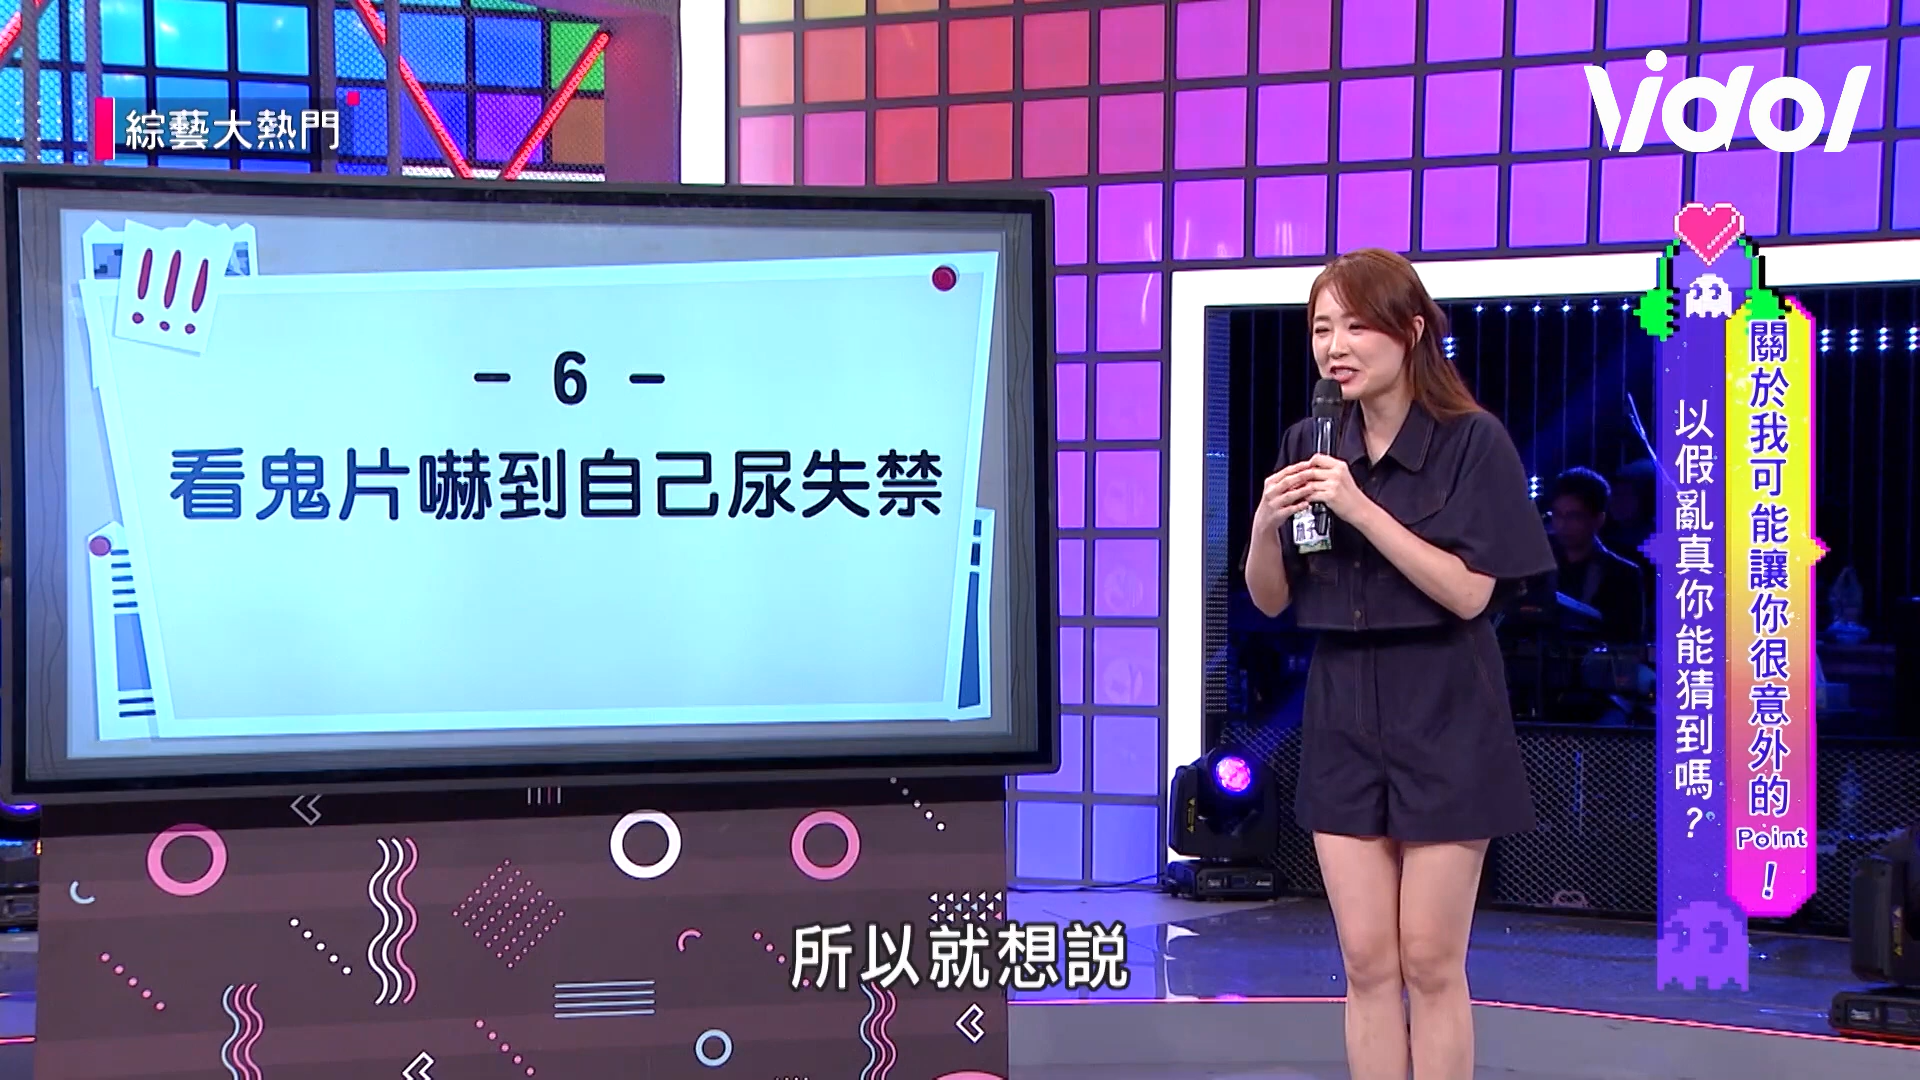 綜藝大熱門
Vidol
!!!
- 6 -
看鬼片嚇到自己尿失禁
關於我可能讓你很意外的Point!
以假亂真你能猜到嗎?
所以就想説